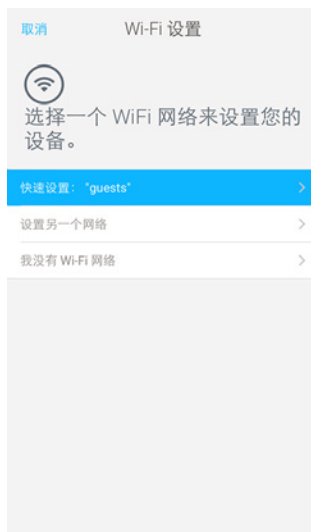 取消 Wi-Fi 设置
选择一个 WiFi 网络来设置您的
设备。
快速设置： "guests"
设置另一个网络
我没有 Wi-Fi 网络